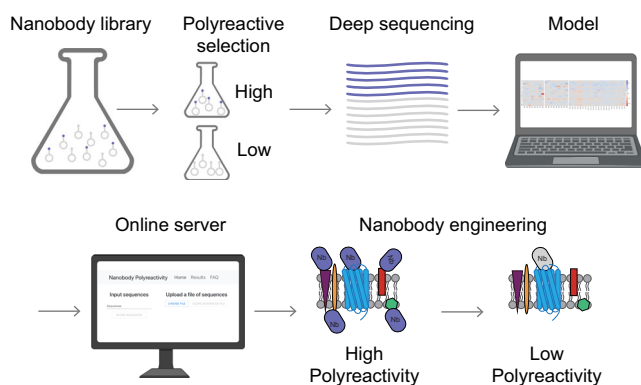 Nanobody library
Polyreactive
selection
Deep sequencing
Model
High
Low
Online server
Nanobody engineering
Nanobody Polyreactivity Home Results FAQ
Input sequences
Upload a file of sequences
Nb
Nb
Nb
Nb
Nb
Nb
High
Polyreactivity
Low
Polyreactivity